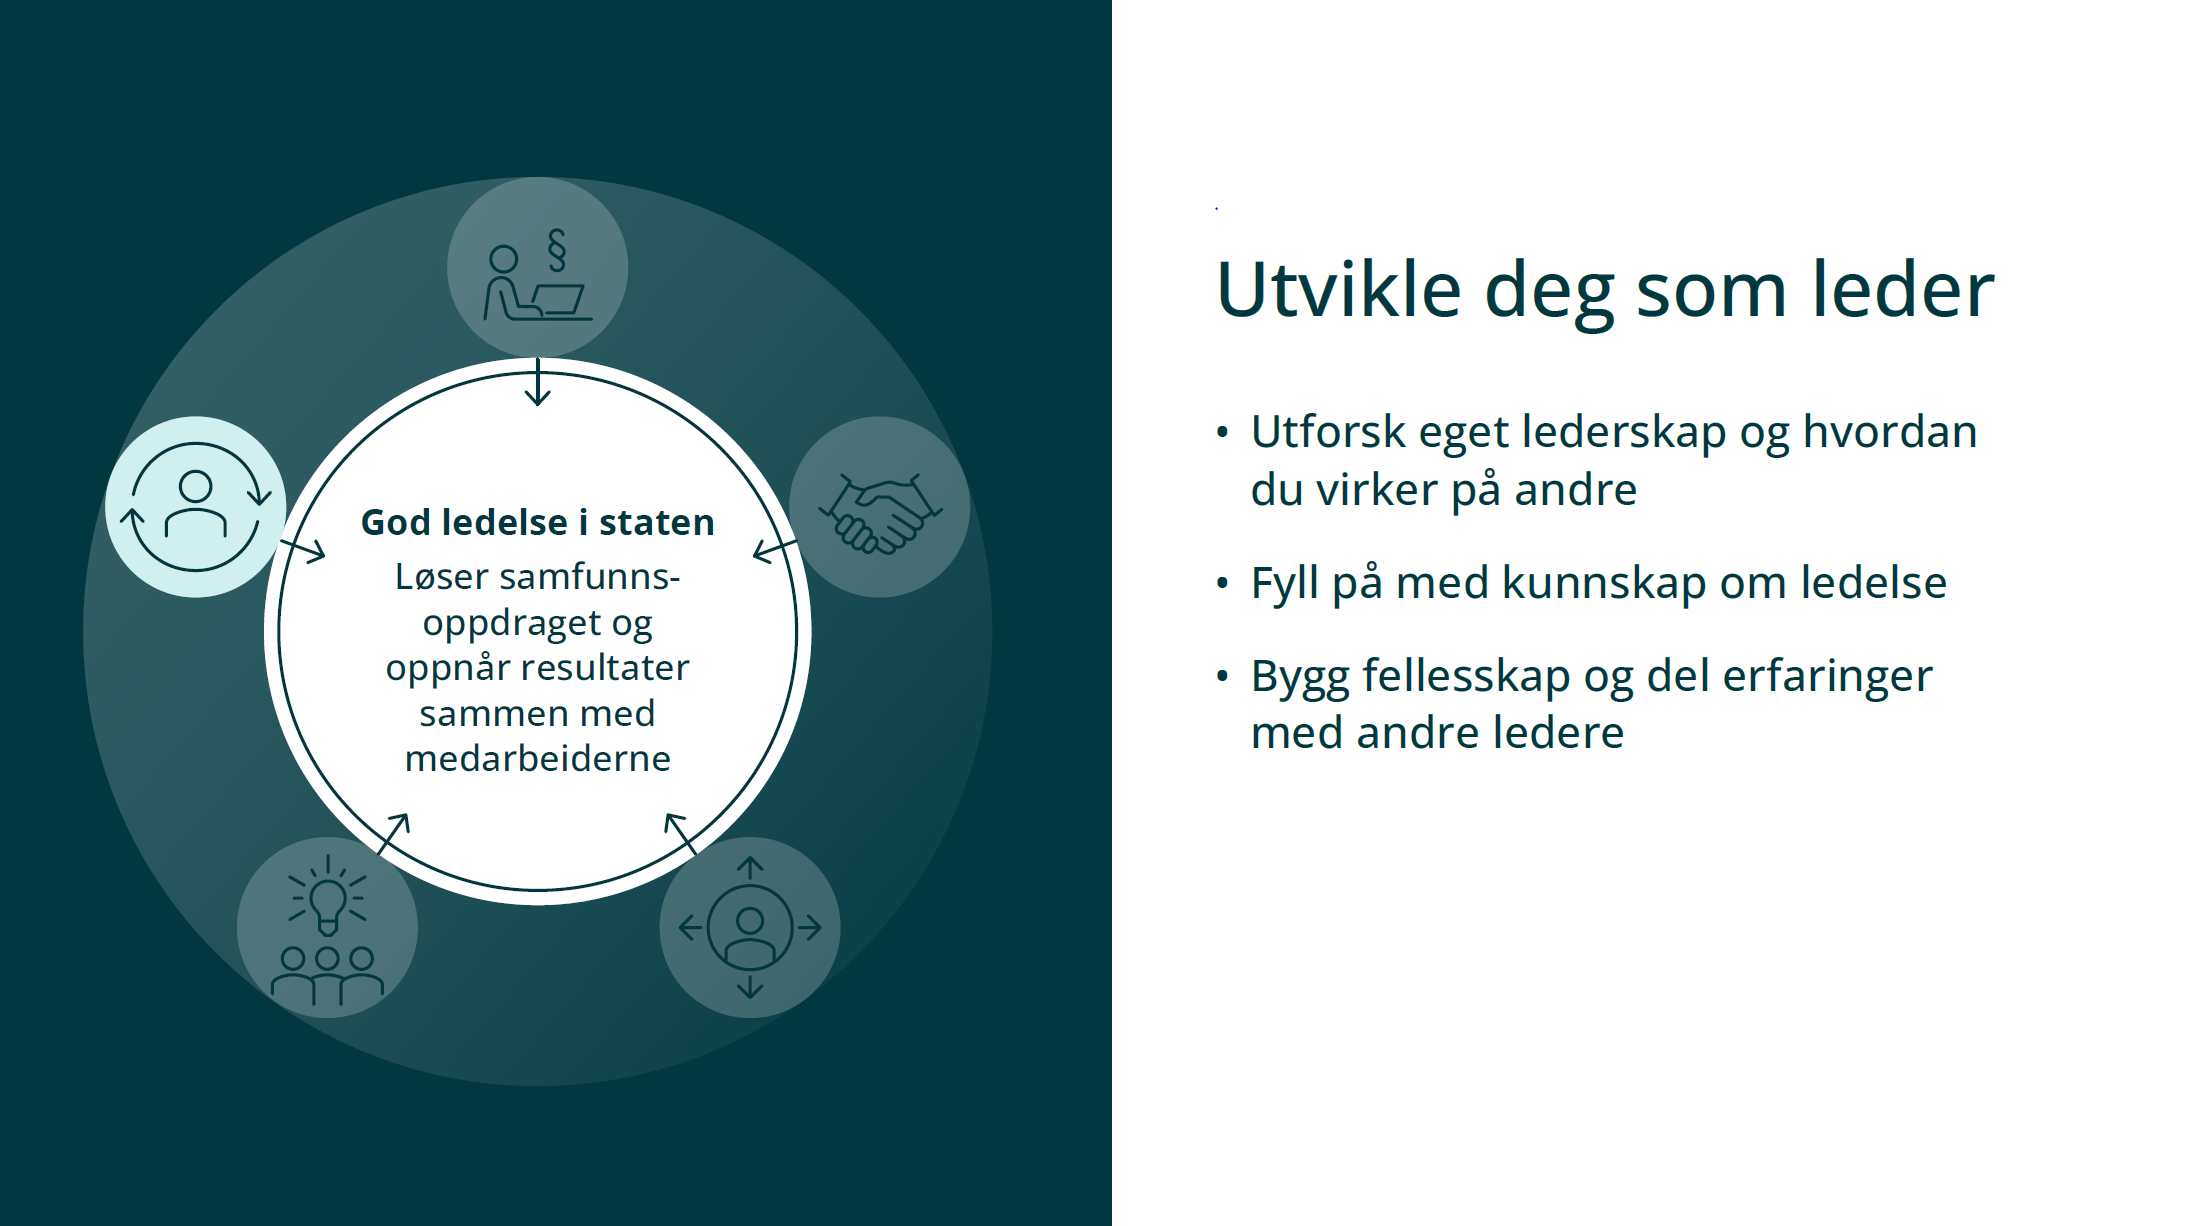 §
God ledelse i staten
Løser samfunns-
oppdraget og
oppnår resultater
sammen med
medarbeiderne
Utvikle deg som leder
• Utforsk eget lederskap og hvordan
du virker på andre
• Fyll på med kunnskap om ledelse
• Bygg fellesskap og del erfaringer
med andre ledere